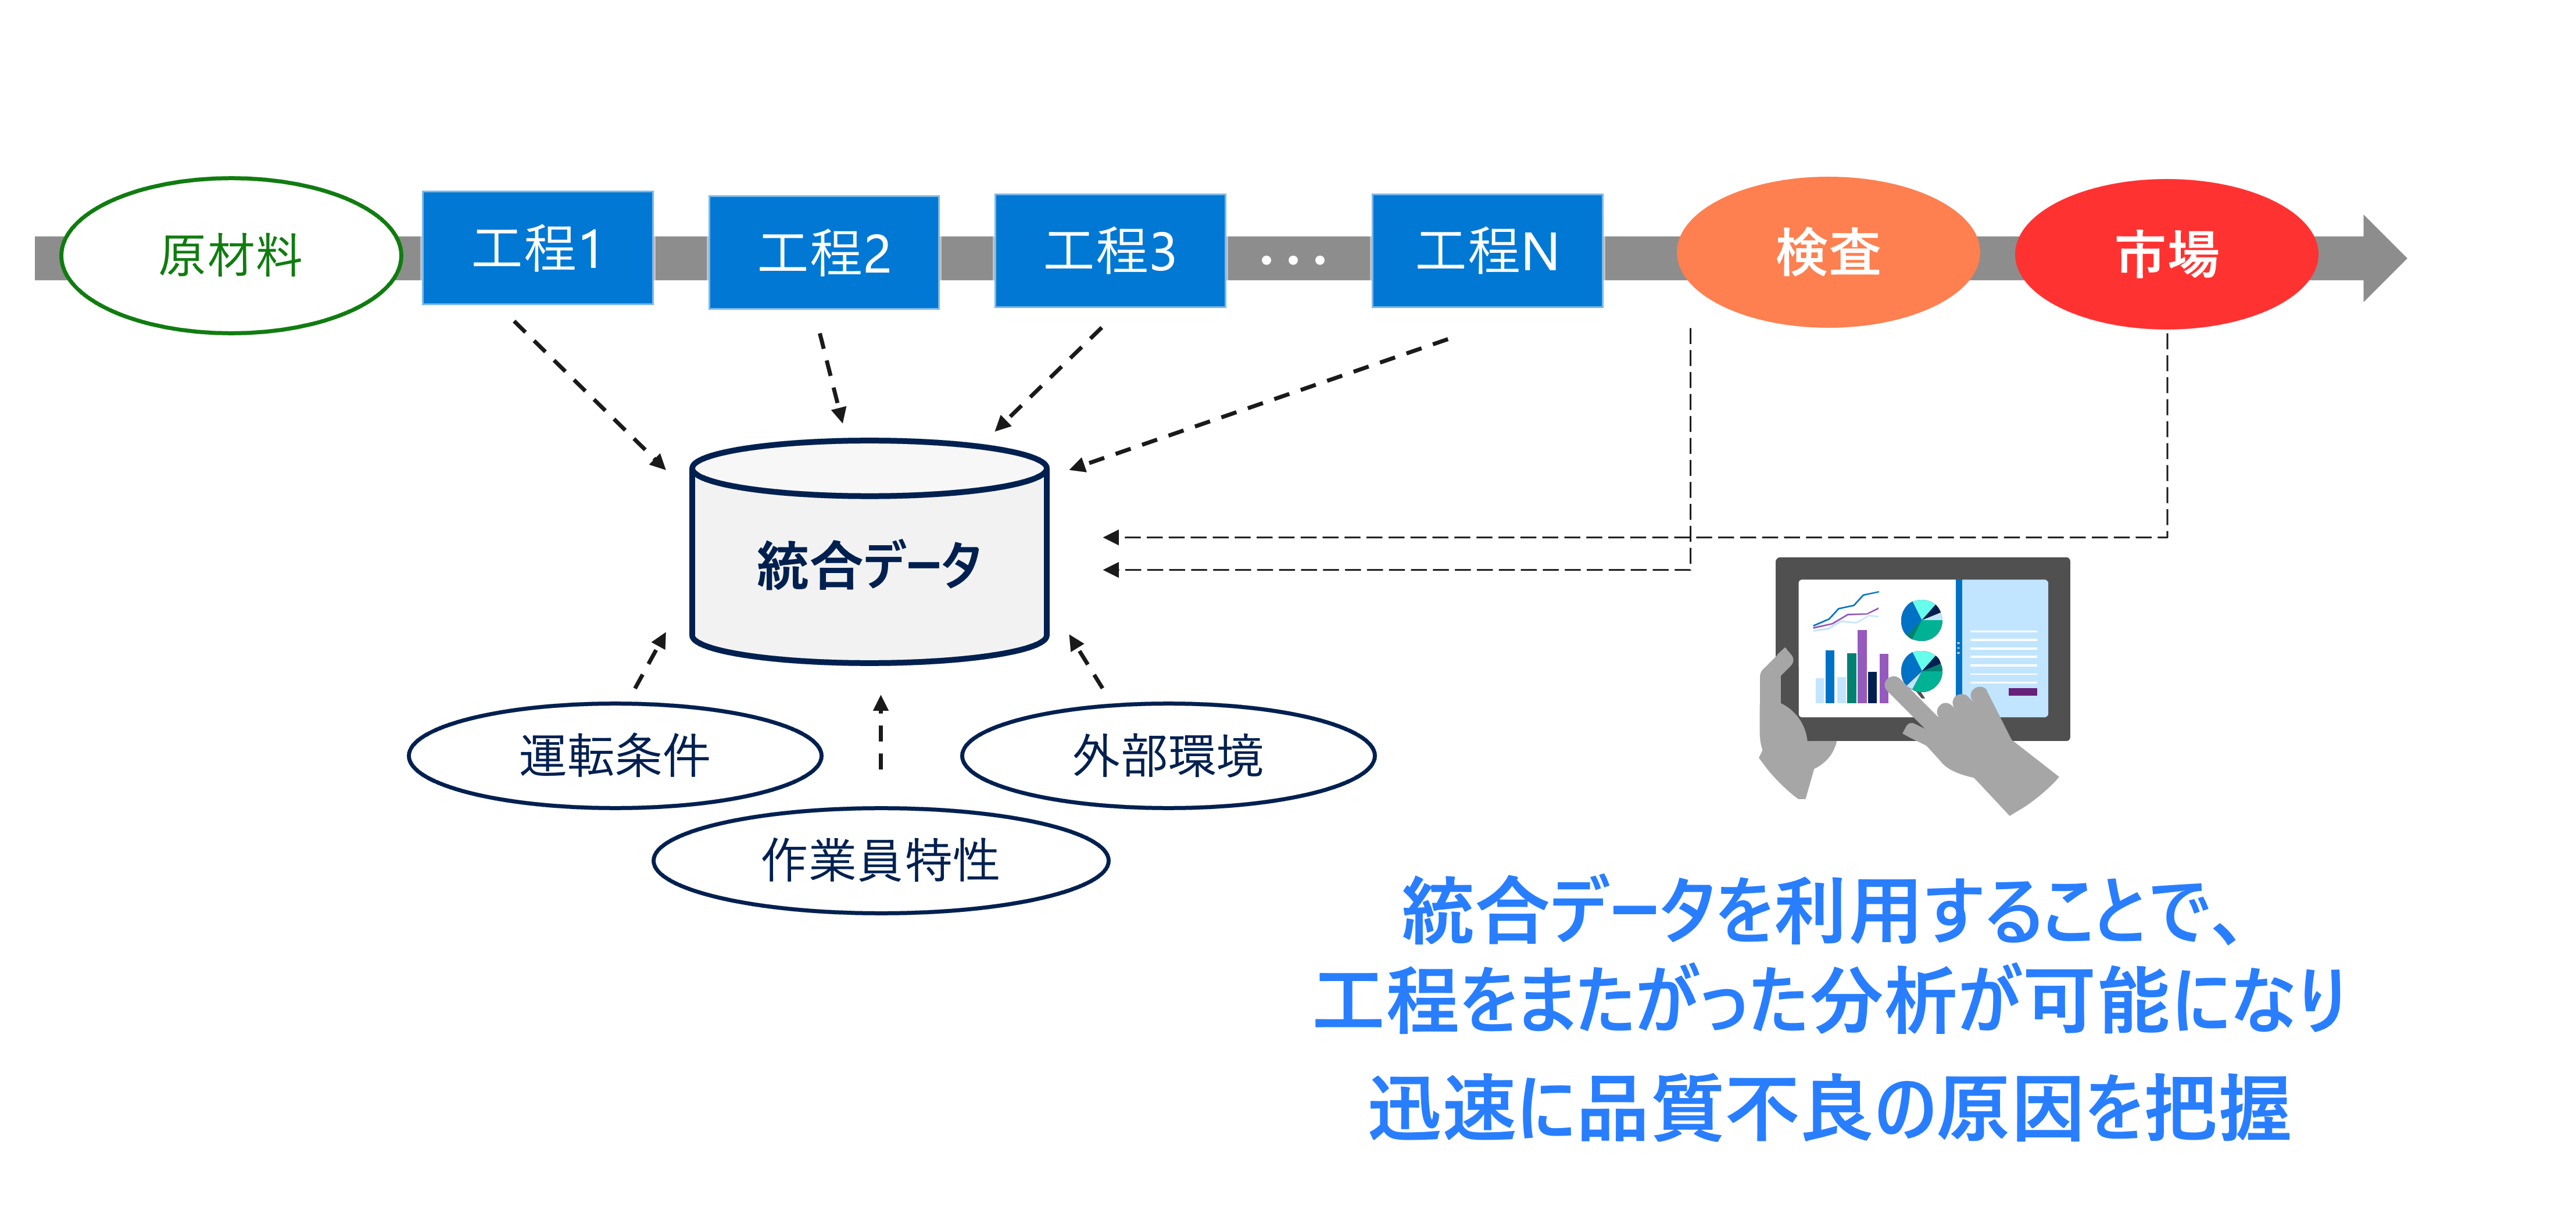 原材料
工程1
工程2
工程3
・・・
工程N
検査
市場
統合データ
運転条件
外部環境
作業員特性
統合データを利用することで、
工程をまたがった分析が可能になり
迅速に品質不良の原因を把握